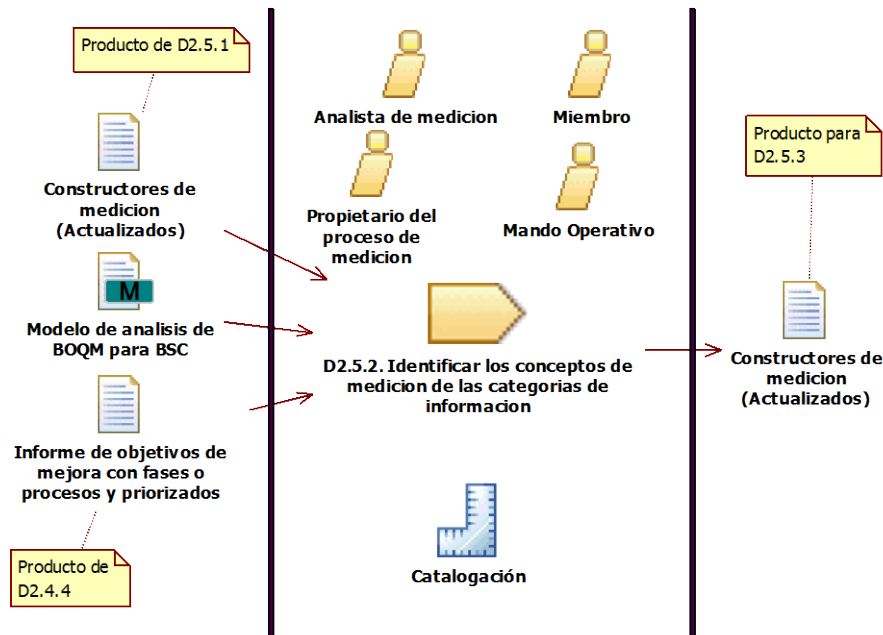 Producto de D2.5.1
Constructores de
medicion
(Actualizados)
M
Modelo de analisis de
BOQM para BSC
Informe de objetivos de
mejora con fases o
procesos y priorizados
Producto de
D2.4.4
Analista de medicion
Miembro
Propietario del
proceso de
medicion
Mando Operativo
D2.5.2. Identificar los conceptos de
medicion de las categorias de
informacion
Catalogación
Producto para
D2.5.3
Constructores de
medicion
(Actualizados)